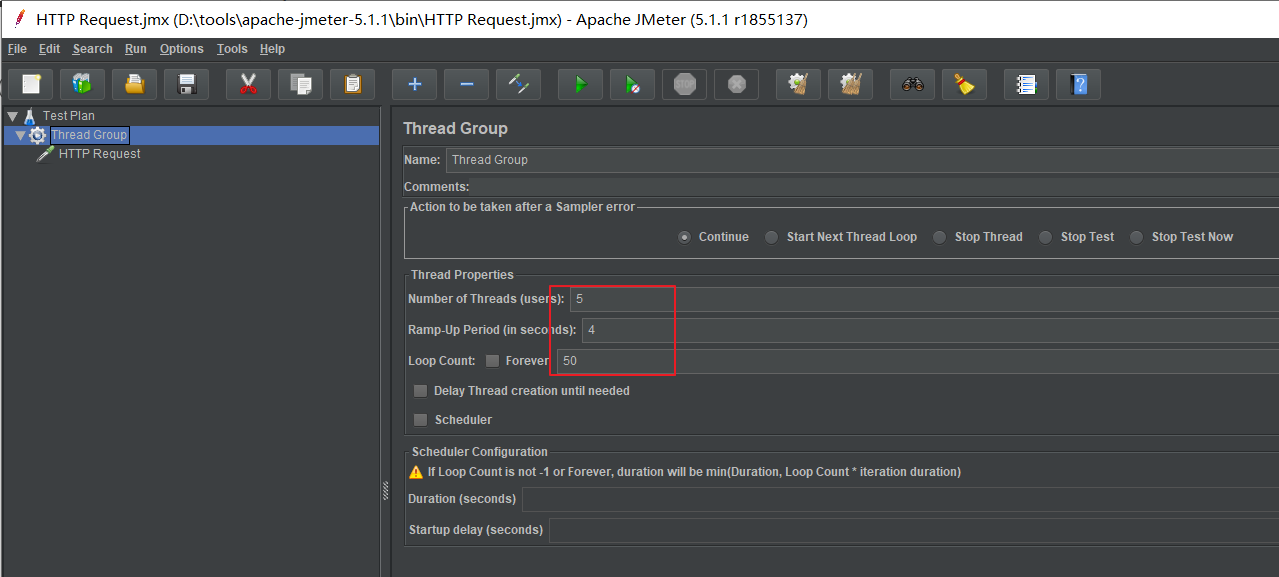 HTTP Request.jmx (D:\tools\apache-jmeter-5.1.1\bin\HTTP Request.jmx) - Apache JMeter (5.1.1 r1855137)
File Edit Search Run Options Tools Help
STOP
Test Plan
Thread Group
HTTP Request
Thread Group
Name: Thread Group
Comments:
Action to be taken after a Sampler error
Continue Start Next Thread Loop Stop Thread Stop Test Stop Test Now
Thread Properties
Number of Threads (users): 5
Ramp-Up Period (in seconds): 4
Loop Count: Forever 50
Delay Thread creation until needed
Scheduler
Scheduler Configuration
If Loop Count is not -1 or Forever, duration will be min(Duration, Loop Count * iteration duration)
Duration (seconds)
Startup delay (seconds)